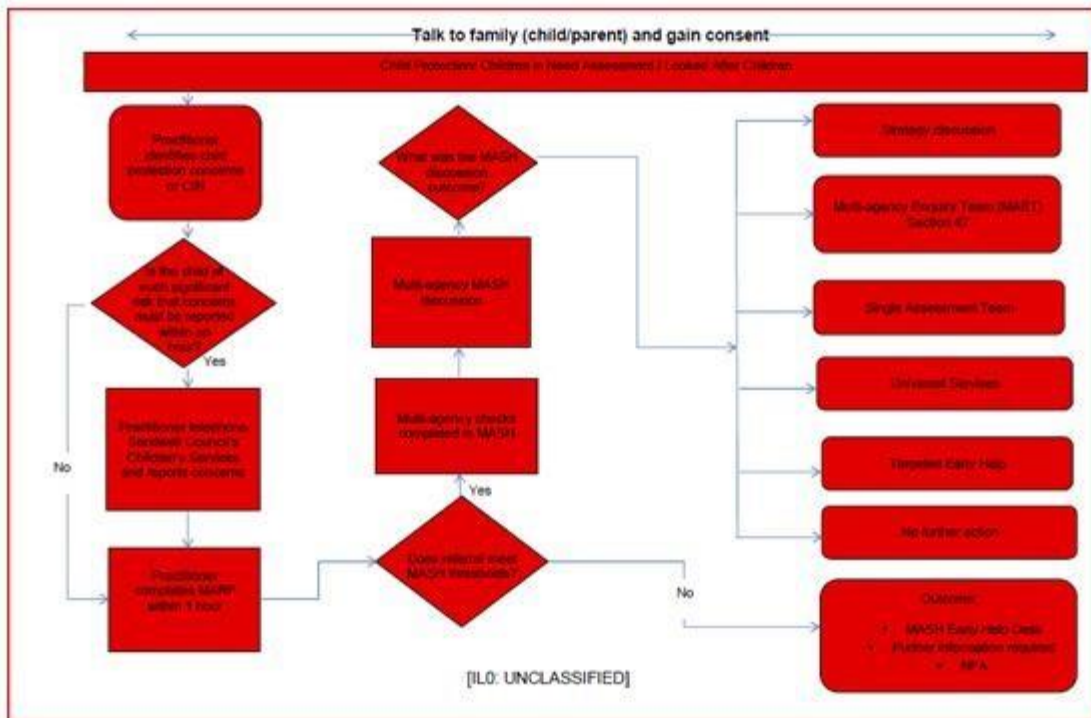 Talk to family (child/parent) and gain consent
Child Protection/ Children in Need Assessment / Looked After Children
Practitioner
identifies child
protection concerns
or CIN
Is the child at
such significant
risk that concerns
must be reported
within an
hour?
Yes
No
Practitioner telephone
Sandwell Council's
Children's Services
and reports concerns
Practitioner
completes MARF
within 1 hour
What was the MASH
discussion
outcome?
Multi-agency MASH
discussion
Multi-agency checks
completed in MASH
Yes
Does referral meet
MASH thresholds?
No
Strategy discussion
Multi-agency Enquiry Team (MAET)
Section 47
Single Assessment Team
Universal Services
Targeted Early Help
No further action
Outcome:
• MASH Early Help Desk
• Further information required
• NFA
[IL0: UNCLASSIFIED]